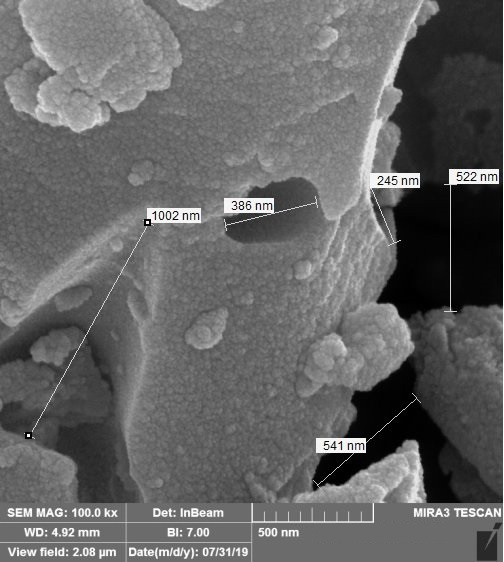 522 nm
245 nm
386 nm
1002 nm
541 nm
SEM MAG: 100.0 kx
Det: InBeam
MIRA3 TESCAN
WD: 4.92 mm
BI: 7.00
500 nm
View field: 2.08 µm
Date(m/d/y): 07/31/19